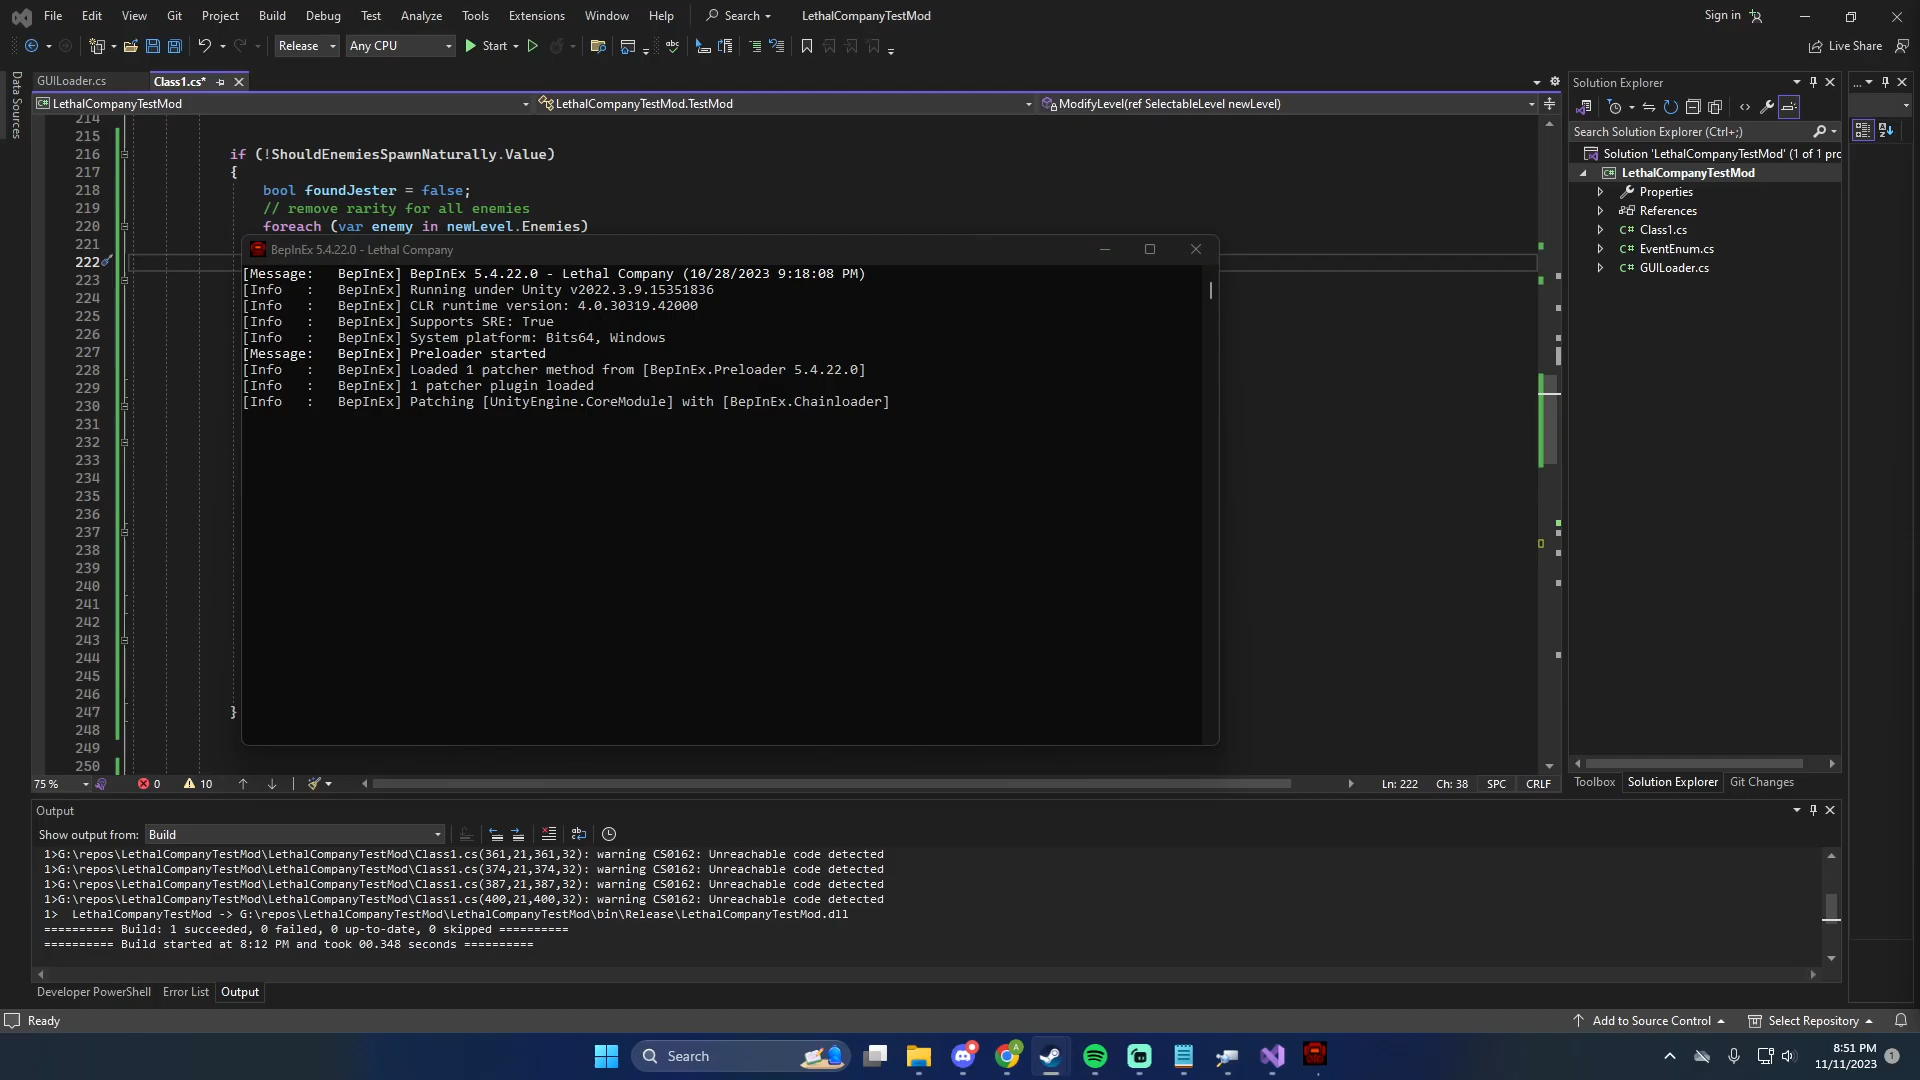 File Edit View Git Project Build Debug Test Analyze Tools Extensions Window Help Search LethalCompanyTestMod Sign in
Release Any CPU Start Live Share
Data Sources
GUILoader.cs Class1.cs*
LethalCompanyTestMod LethalCompanyTestMod.TestMod ModifyLevel(ref SelectableLevel newLevel)
214
215
216 if (!ShouldEnemiesSpawnNaturally.Value)
217 {
218 bool foundJester = false;
219 // remove rarity for all enemies
220 foreach (var enemy in newLevel.Enemies)
221
222
223
224
225
226
227
228
229
230
231
232
233
234
235
236
237
238
239
240
241
242
243
244
245
246
247 }
248
249
250
BepInEx 5.4.22.0 - Lethal Company
[Message: BepInEx] BepInEx 5.4.22.0 - Lethal Company (10/28/2023 9:18:08 PM)
[Info : BepInEx] Running under Unity v2022.3.9.15351836
[Info : BepInEx] CLR runtime version: 4.0.30319.42000
[Info : BepInEx] Supports SRE: True
[Info : BepInEx] System platform: Bits64, Windows
[Message: BepInEx] Preloader started
[Info : BepInEx] Loaded 1 patcher method from [BepInEx.Preloader 5.4.22.0]
[Info : BepInEx] 1 patcher plugin loaded
[Info : BepInEx] Patching [UnityEngine.CoreModule] with [BepInEx.Chainloader]
75 % 0 10 Ln: 222 Ch: 38 SPC CRLF
Solution Explorer
Search Solution Explorer (Ctrl+;)
Solution 'LethalCompanyTestMod' (1 of 1 pro
LethalCompanyTestMod
Properties
References
C# Class1.cs
C# EventEnum.cs
C# GUILoader.cs
Toolbox Solution Explorer Git Changes
Output
Show output from: Build
1>G:\repos\LethalCompanyTestMod\LethalCompanyTestMod\Class1.cs(361,21,361,32): warning CS0162: Unreachable code detected
1>G:\repos\LethalCompanyTestMod\LethalCompanyTestMod\Class1.cs(374,21,374,32): warning CS0162: Unreachable code detected
1>G:\repos\LethalCompanyTestMod\LethalCompanyTestMod\Class1.cs(387,21,387,32): warning CS0162: Unreachable code detected
1>G:\repos\LethalCompanyTestMod\LethalCompanyTestMod\Class1.cs(400,21,400,32): warning CS0162: Unreachable code detected
1> LethalCompanyTestMod -> G:\repos\LethalCompanyTestMod\LethalCompanyTestMod\bin\Release\LethalCompanyTestMod.dll
========== Build: 1 succeeded, 0 failed, 0 up-to-date, 0 skipped ==========
========== Build started at 8:12 PM and took 00.348 seconds ==========
Developer PowerShell Error List Output
Ready Add to Source Control Select Repository
Search 8:51 PM
11/11/2023 1